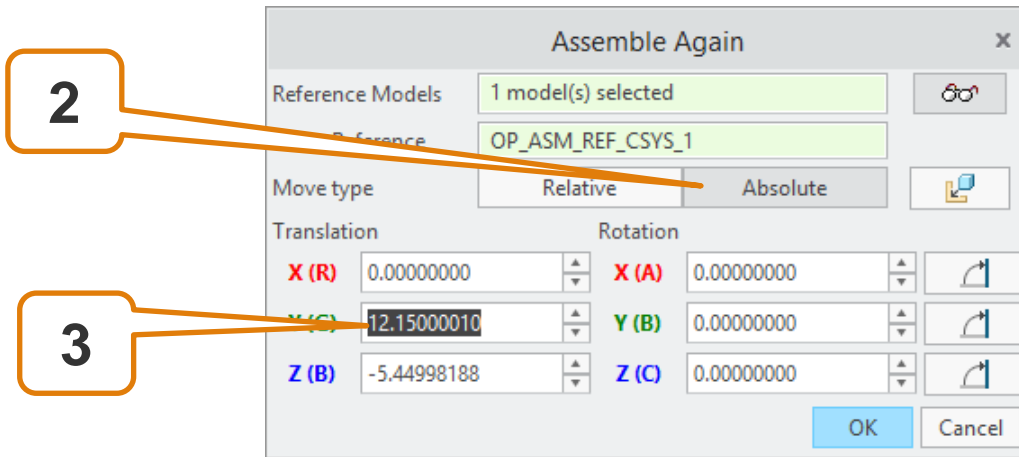 Assemble Again x
2
Reference Models 1 model(s) selected
Reference OP_ASM_REF_CSYS_1
Move type Relative Absolute
Translation Rotation
X (R) 0.00000000 X (A) 0.00000000
3
12.15000010 Y (B) 0.00000000
Z (B) -5.44998188 Z (C) 0.00000000
OK Cancel